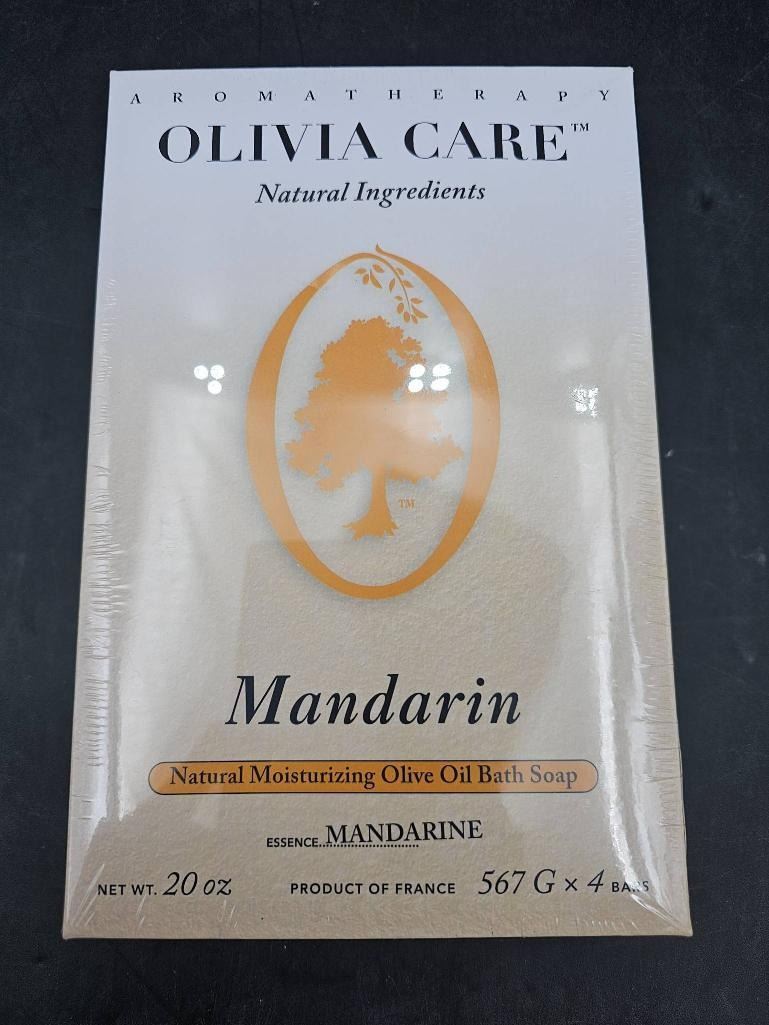 AROMATHERAPY
OLIVIA CARE™
Natural Ingredients
TM
Mandarin
Natural Moisturizing Olive Oil Bath Soap
ESSENCE MANDARINE
NET WT. 20 oz PRODUCT OF FRANCE 567 G × 4 BARS